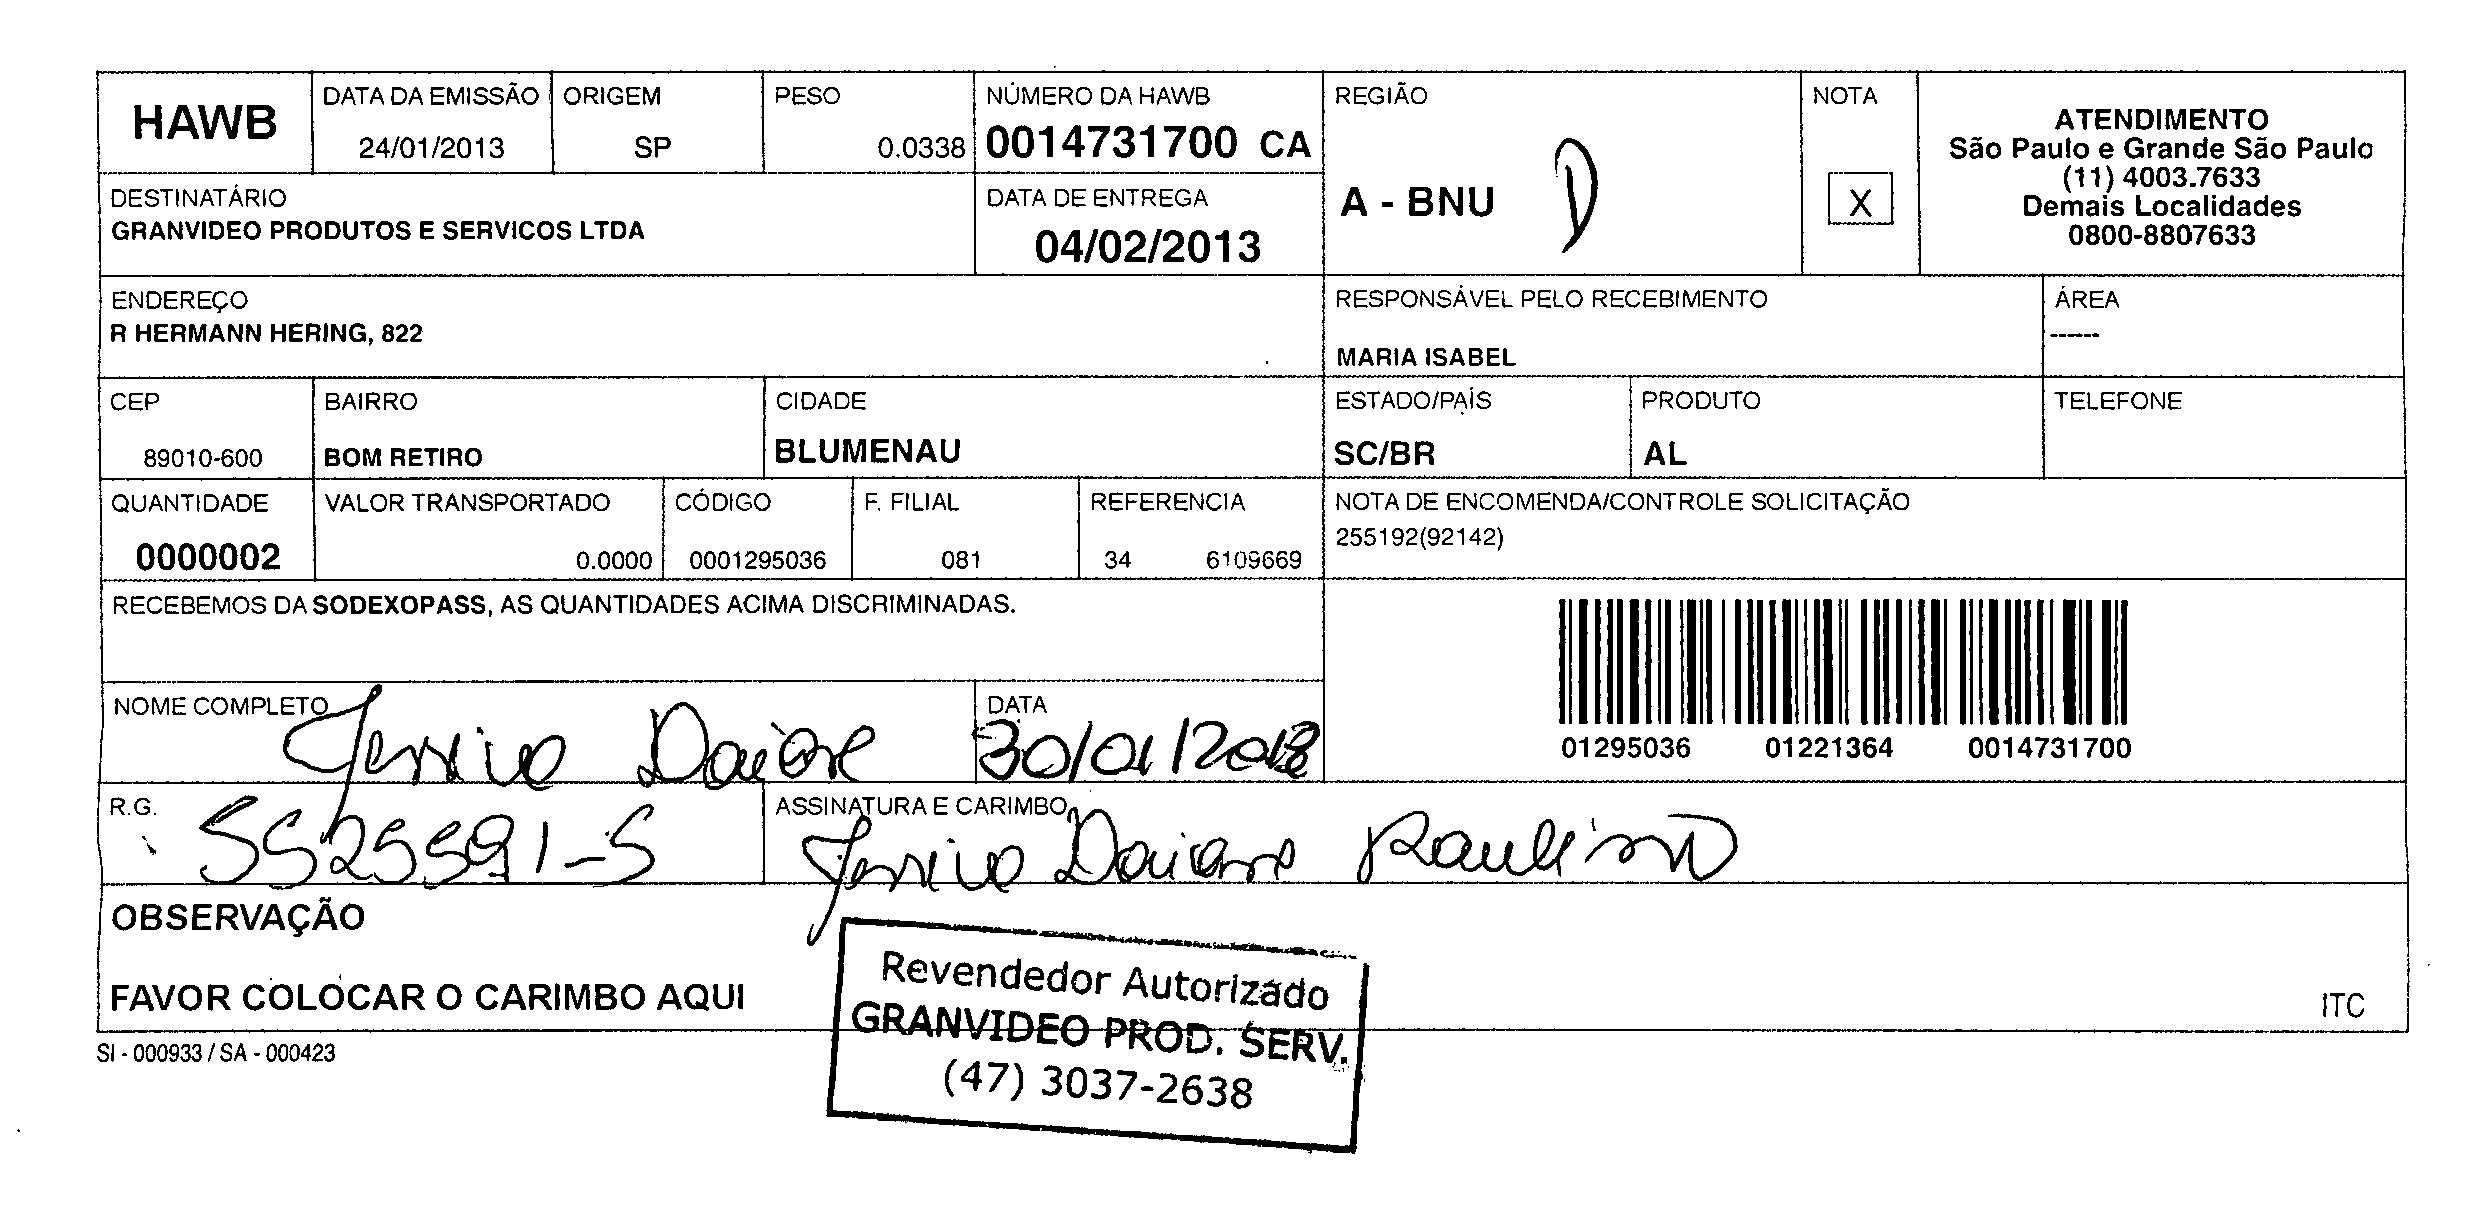 HAWB
DATA DA EMISSÃO
24/01/2013
ORIGEM
SP
PESO
0.0338
NÚMERO DA HAWB
0014731700 CA
REGIÃO
A - BNU
D
NOTA
X
ATENDIMENTO
São Paulo e Grande São Paulo
(11) 4003.7633
Demais Localidades
0800-8807633
DESTINATÁRIO
GRANVIDEO PRODUTOS E SERVICOS LTDA
DATA DE ENTREGA
04/02/2013
ENDEREÇO
R HERMANN HERING, 822
RESPONSÁVEL PELO RECEBIMENTO
MARIA ISABEL
ÁREA
------
CEP
89010-600
BAIRRO
BOM RETIRO
CIDADE
BLUMENAU
ESTADO/PAÍS
SC/BR
PRODUTO
AL
TELEFONE
QUANTIDADE
0000002
VALOR TRANSPORTADO
0.0000
CÓDIGO
0001295036
F. FILIAL
081
REFERENCIA
34 6109669
NOTA DE ENCOMENDA/CONTROLE SOLICITAÇÃO
255192(92142)
RECEBEMOS DA SODEXOPASS, AS QUANTIDADES ACIMA DISCRIMINADAS.
01295036 01221364 0014731700
NOME COMPLETO
Jessica Daiane
DATA
30/01/2013
R.G.
5525591-5
ASSINATURA E CARIMBO
Jessica Daiane Paulino
OBSERVAÇÃO
FAVOR COLOCAR O CARIMBO AQUI
Revendedor Autorizado
GRANVIDEO PROD. SERV.
(47) 3037-2638
ITC
SI - 000933 / SA - 000423